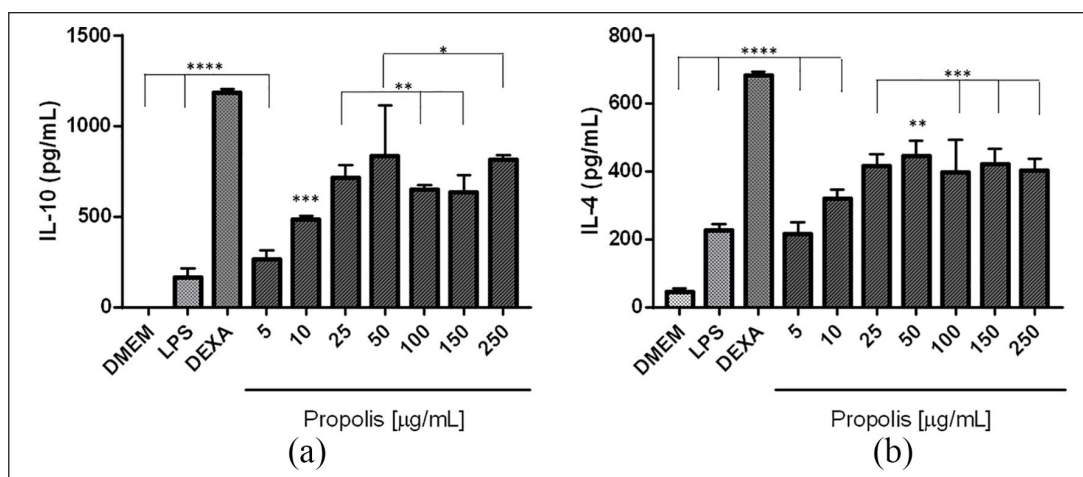 1500
1000
500
0
IL-10 (pg/mL)
****
***
**
*
DMEM
LPS
DEXA
5
10
25
50
100
150
250
Propolis [µg/mL]
(a)
800
600
400
200
0
IL-4 (pg/mL)
****
**
***
DMEM
LPS
DEXA
5
10
25
50
100
150
250
Propolis [µg/mL]
(b)